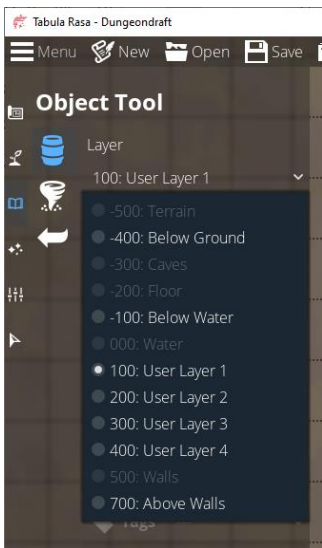 Tabula Rasa - Dungeondraft
Menu New Open Save
Object Tool
Layer
100: User Layer 1
-500: Terrain
-400: Below Ground
-300: Caves
-200: Floor
-100: Below Water
000: Water
100: User Layer 1
200: User Layer 2
300: User Layer 3
400: User Layer 4
500: Walls
700: Above Walls
Tags